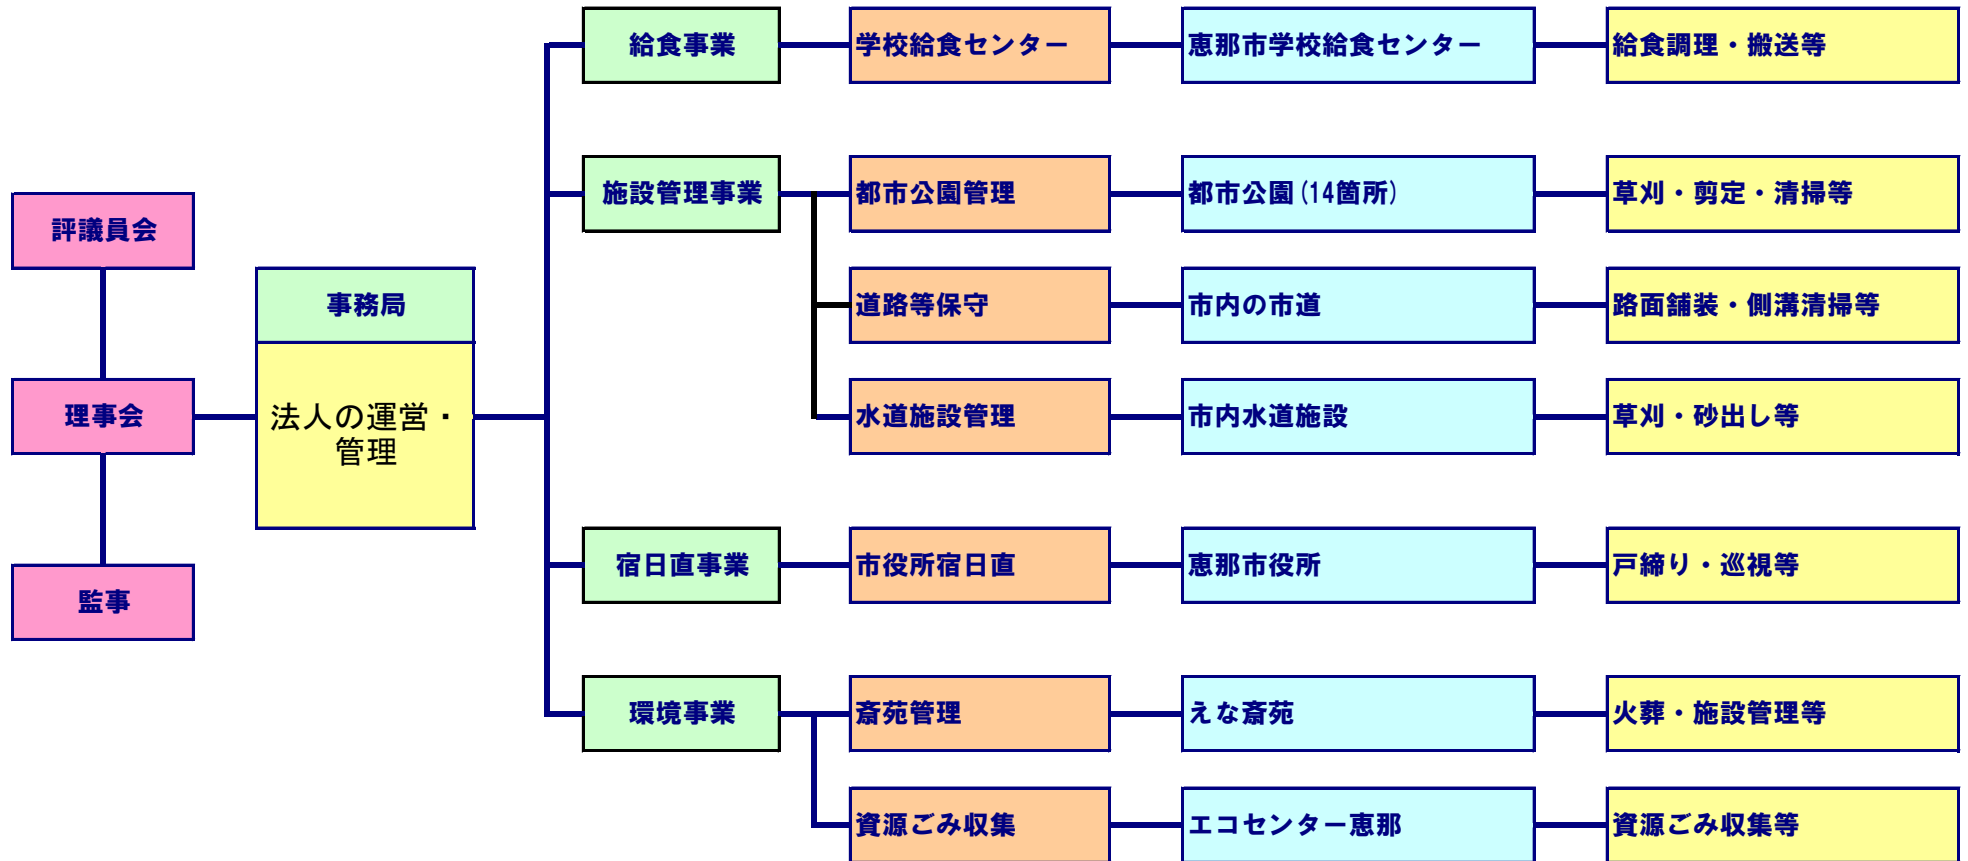 評議員会
理事会
監事
事務局
法人の運営・
管理
給食事業
学校給食センター
恵那市学校給食センター
給食調理・搬送等
施設管理事業
都市公園管理
都市公園(14箇所)
草刈・剪定・清掃等
道路等保守
市内の市道
路面舗装・側溝清掃等
水道施設管理
市内水道施設
草刈・砂出し等
宿日直事業
市役所宿日直
恵那市役所
戸締り・巡視等
環境事業
斎苑管理
えな斎苑
火葬・施設管理等
資源ごみ収集
エコセンター恵那
資源ごみ収集等